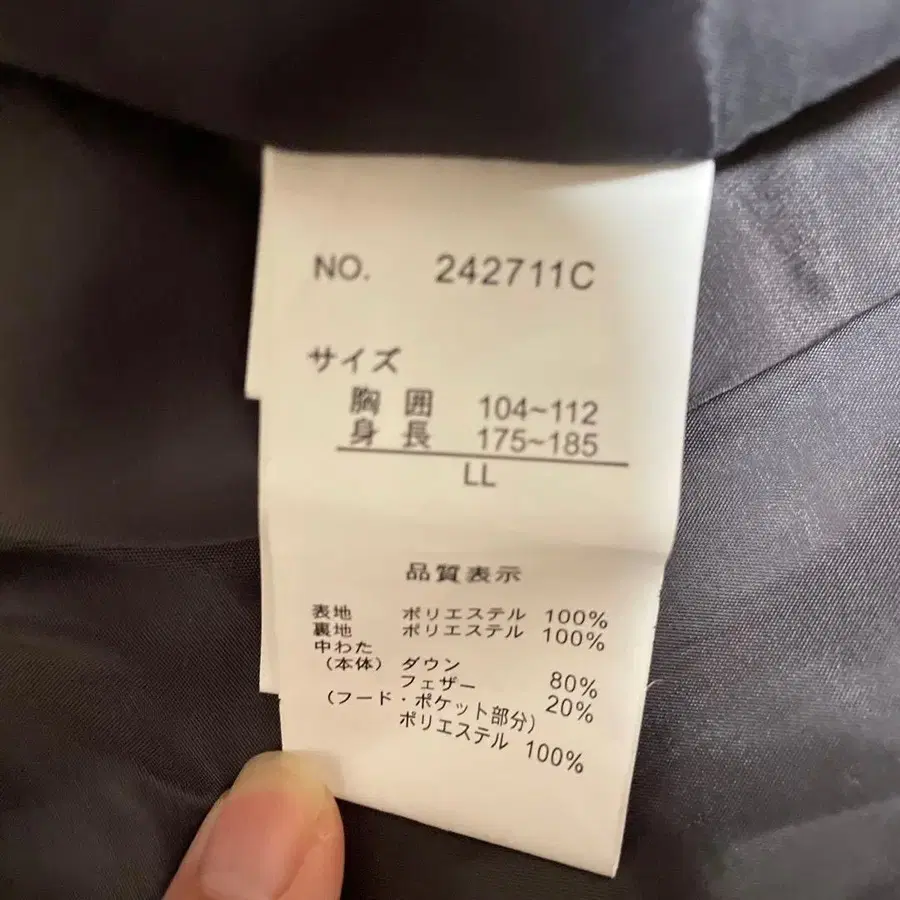 NO. 242711C
サイズ
胸囲 104~112
身長 175~185
LL
品質表示
表地 ポリエステル 100%
裏地 ポリエステル 100%
中わた
(本体) ダウン 80%
フェザー 20%
(フード・ポケット部分)
ポリエステル 100%